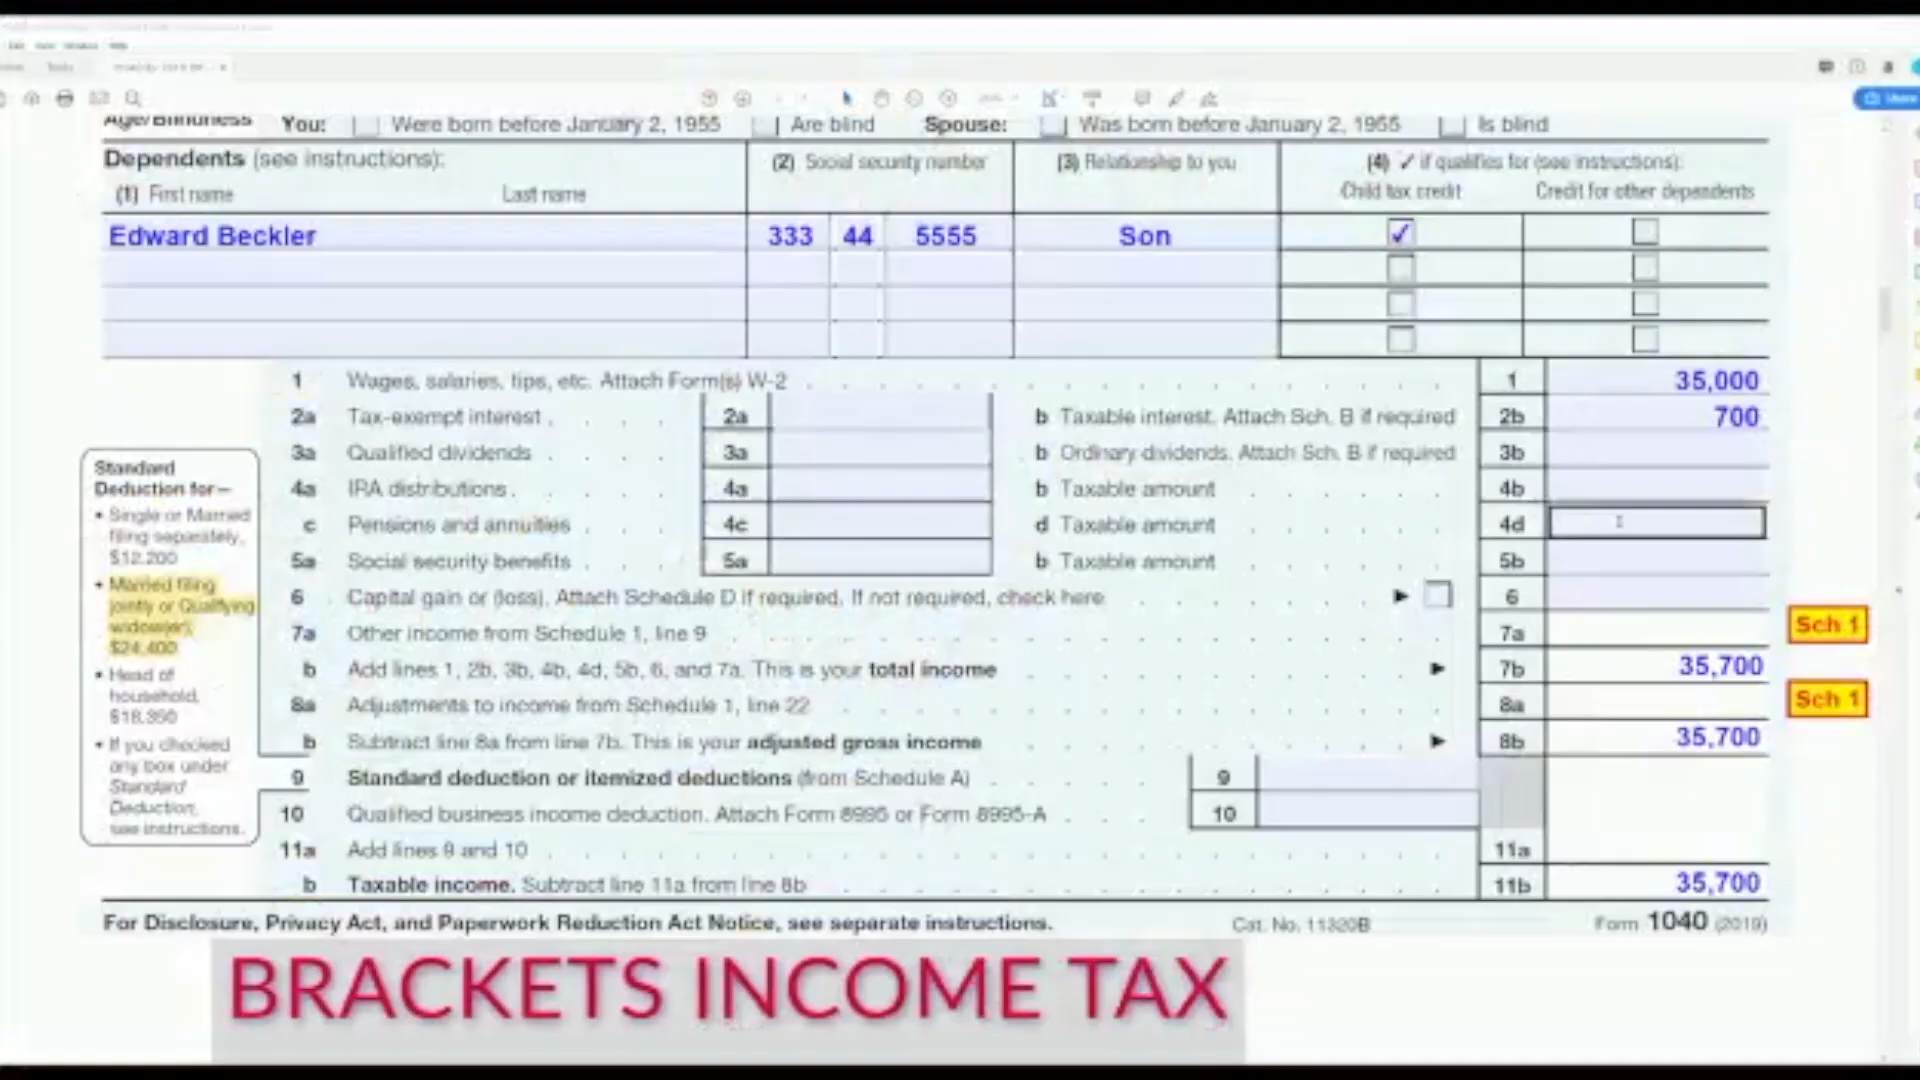 Age/Blindness You: Were born before January 2, 1955 Are blind Spouse: Was born before January 2, 1955 Is blind
Dependents (see instructions): (2) Social security number (3) Relationship to you (4) ✓ if qualifies for (see instructions):
(1) First name Last name Child tax credit Credit for other dependents
Edward Beckler 333 44 5555 Son ✓
1 Wages, salaries, tips, etc. Attach Form(s) W-2 1 35,000
2a Tax-exempt interest 2a b Taxable interest. Attach Sch. B if required 2b 700
3a Qualified dividends 3a b Ordinary dividends. Attach Sch. B if required 3b
4a IRA distributions 4a b Taxable amount 4b
c Pensions and annuities 4c d Taxable amount 4d
5a Social security benefits 5a b Taxable amount 5b
6 Capital gain or (loss). Attach Schedule D if required. If not required, check here 6
7a Other income from Schedule 1, line 9 7a Sch 1
b Add lines 1, 2b, 3b, 4b, 4d, 5b, 6, and 7a. This is your total income 7b 35,700
8a Adjustments to income from Schedule 1, line 22 8a Sch 1
b Subtract line 8a from line 7b. This is your adjusted gross income 8b 35,700
9 Standard deduction or itemized deductions (from Schedule A) 9
10 Qualified business income deduction. Attach Form 8995 or Form 8995-A 10
11a Add lines 9 and 10 11a
b Taxable income. Subtract line 11a from line 8b 11b 35,700
Standard
Deduction for—
• Single or Married
filing separately,
$12,200
• Married filing
jointly or Qualifying
widow(er),
$24,400
• Head of
household,
$18,350
• If you checked
any box under
Standard
Deduction,
see instructions.
For Disclosure, Privacy Act, and Paperwork Reduction Act Notice, see separate instructions. Cat. No. 11320B Form 1040 (2019)
BRACKETS INCOME TAX